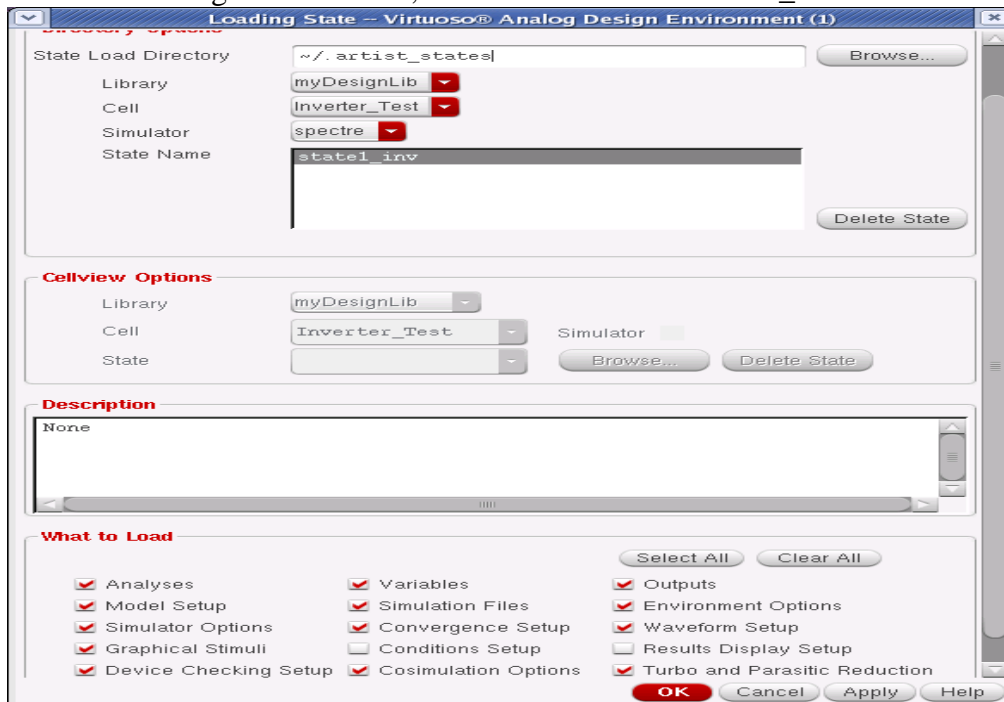 Loading State -- Virtuoso® Analog Design Environment (1)
Directory Options
State Load Directory ~/.artist_states Browse...
Library myDesignLib
Cell Inverter_Test
Simulator spectre
State Name state1_inv
Delete State
Cellview Options
Library myDesignLib
Cell Inverter_Test Simulator
State Browse... Delete State
Description
None
What to Load
Select All Clear All
Analyses Variables Outputs
Model Setup Simulation Files Environment Options
Simulator Options Convergence Setup Waveform Setup
Graphical Stimuli Conditions Setup Results Display Setup
Device Checking Setup Cosimulation Options Turbo and Parasitic Reduction
OK Cancel Apply Help